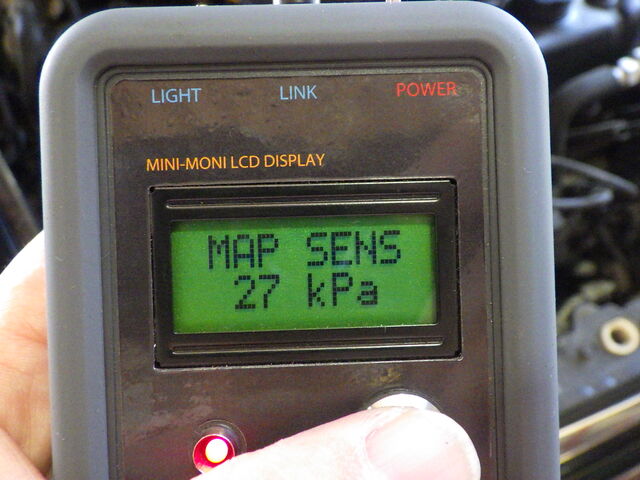 LIGHT LINK POWER
MINI-MONI LCD DISPLAY
MAP SENS
27 kPa